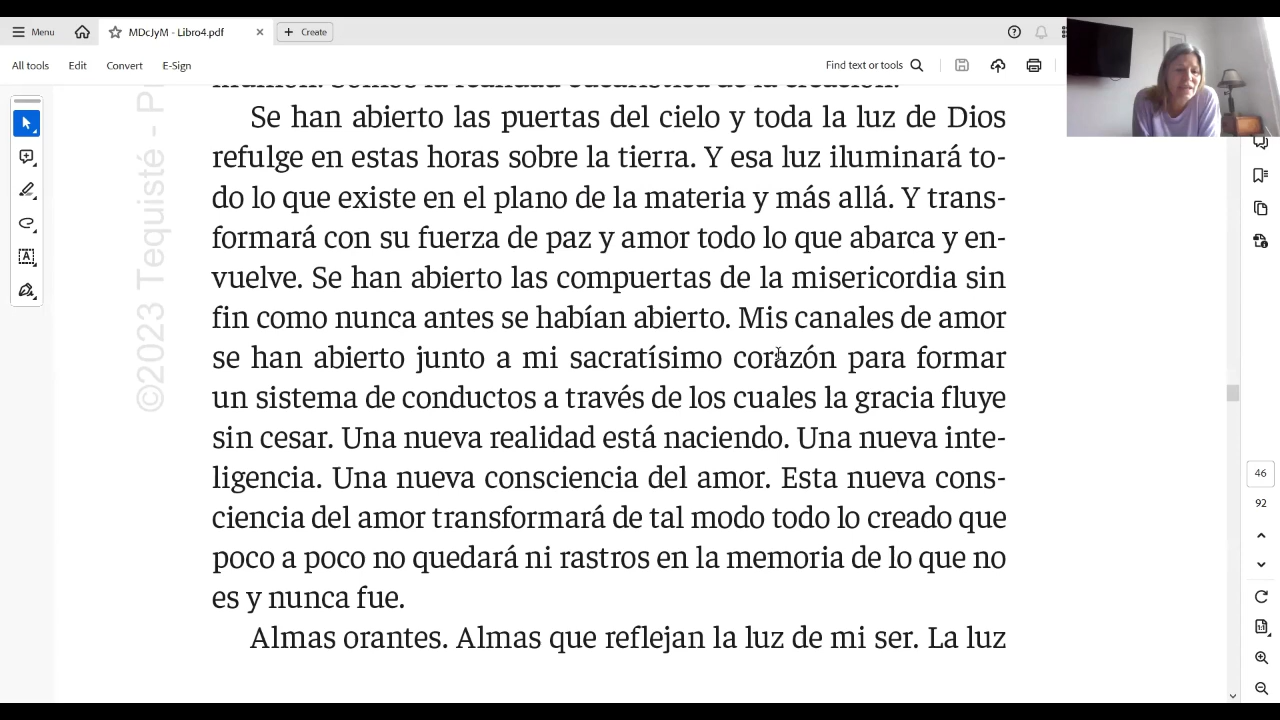 Menu
MDcJyM - Libro4.pdf
Create
All tools
Edit
Convert
E-Sign
Find text or tools
©2023 Tequisté - P
Se han abierto las puertas del cielo y toda la luz de Dios
refulge en estas horas sobre la tierra. Y esa luz iluminará to-
do lo que existe en el plano de la materia y más allá. Y trans-
formará con su fuerza de paz y amor todo lo que abarca y en-
vuelve. Se han abierto las compuertas de la misericordia sin
fin como nunca antes se habían abierto. Mis canales de amor
se han abierto junto a mi sacratísimo corazón para formar
un sistema de conductos a través de los cuales la gracia fluye
sin cesar. Una nueva realidad está naciendo. Una nueva inte-
ligencia. Una nueva consciencia del amor. Esta nueva cons-
ciencia del amor transformará de tal modo todo lo creado que
poco a poco no quedará ni rastros en la memoria de lo que no
es y nunca fue.
Almas orantes. Almas que reflejan la luz de mi ser. La luz
46
92